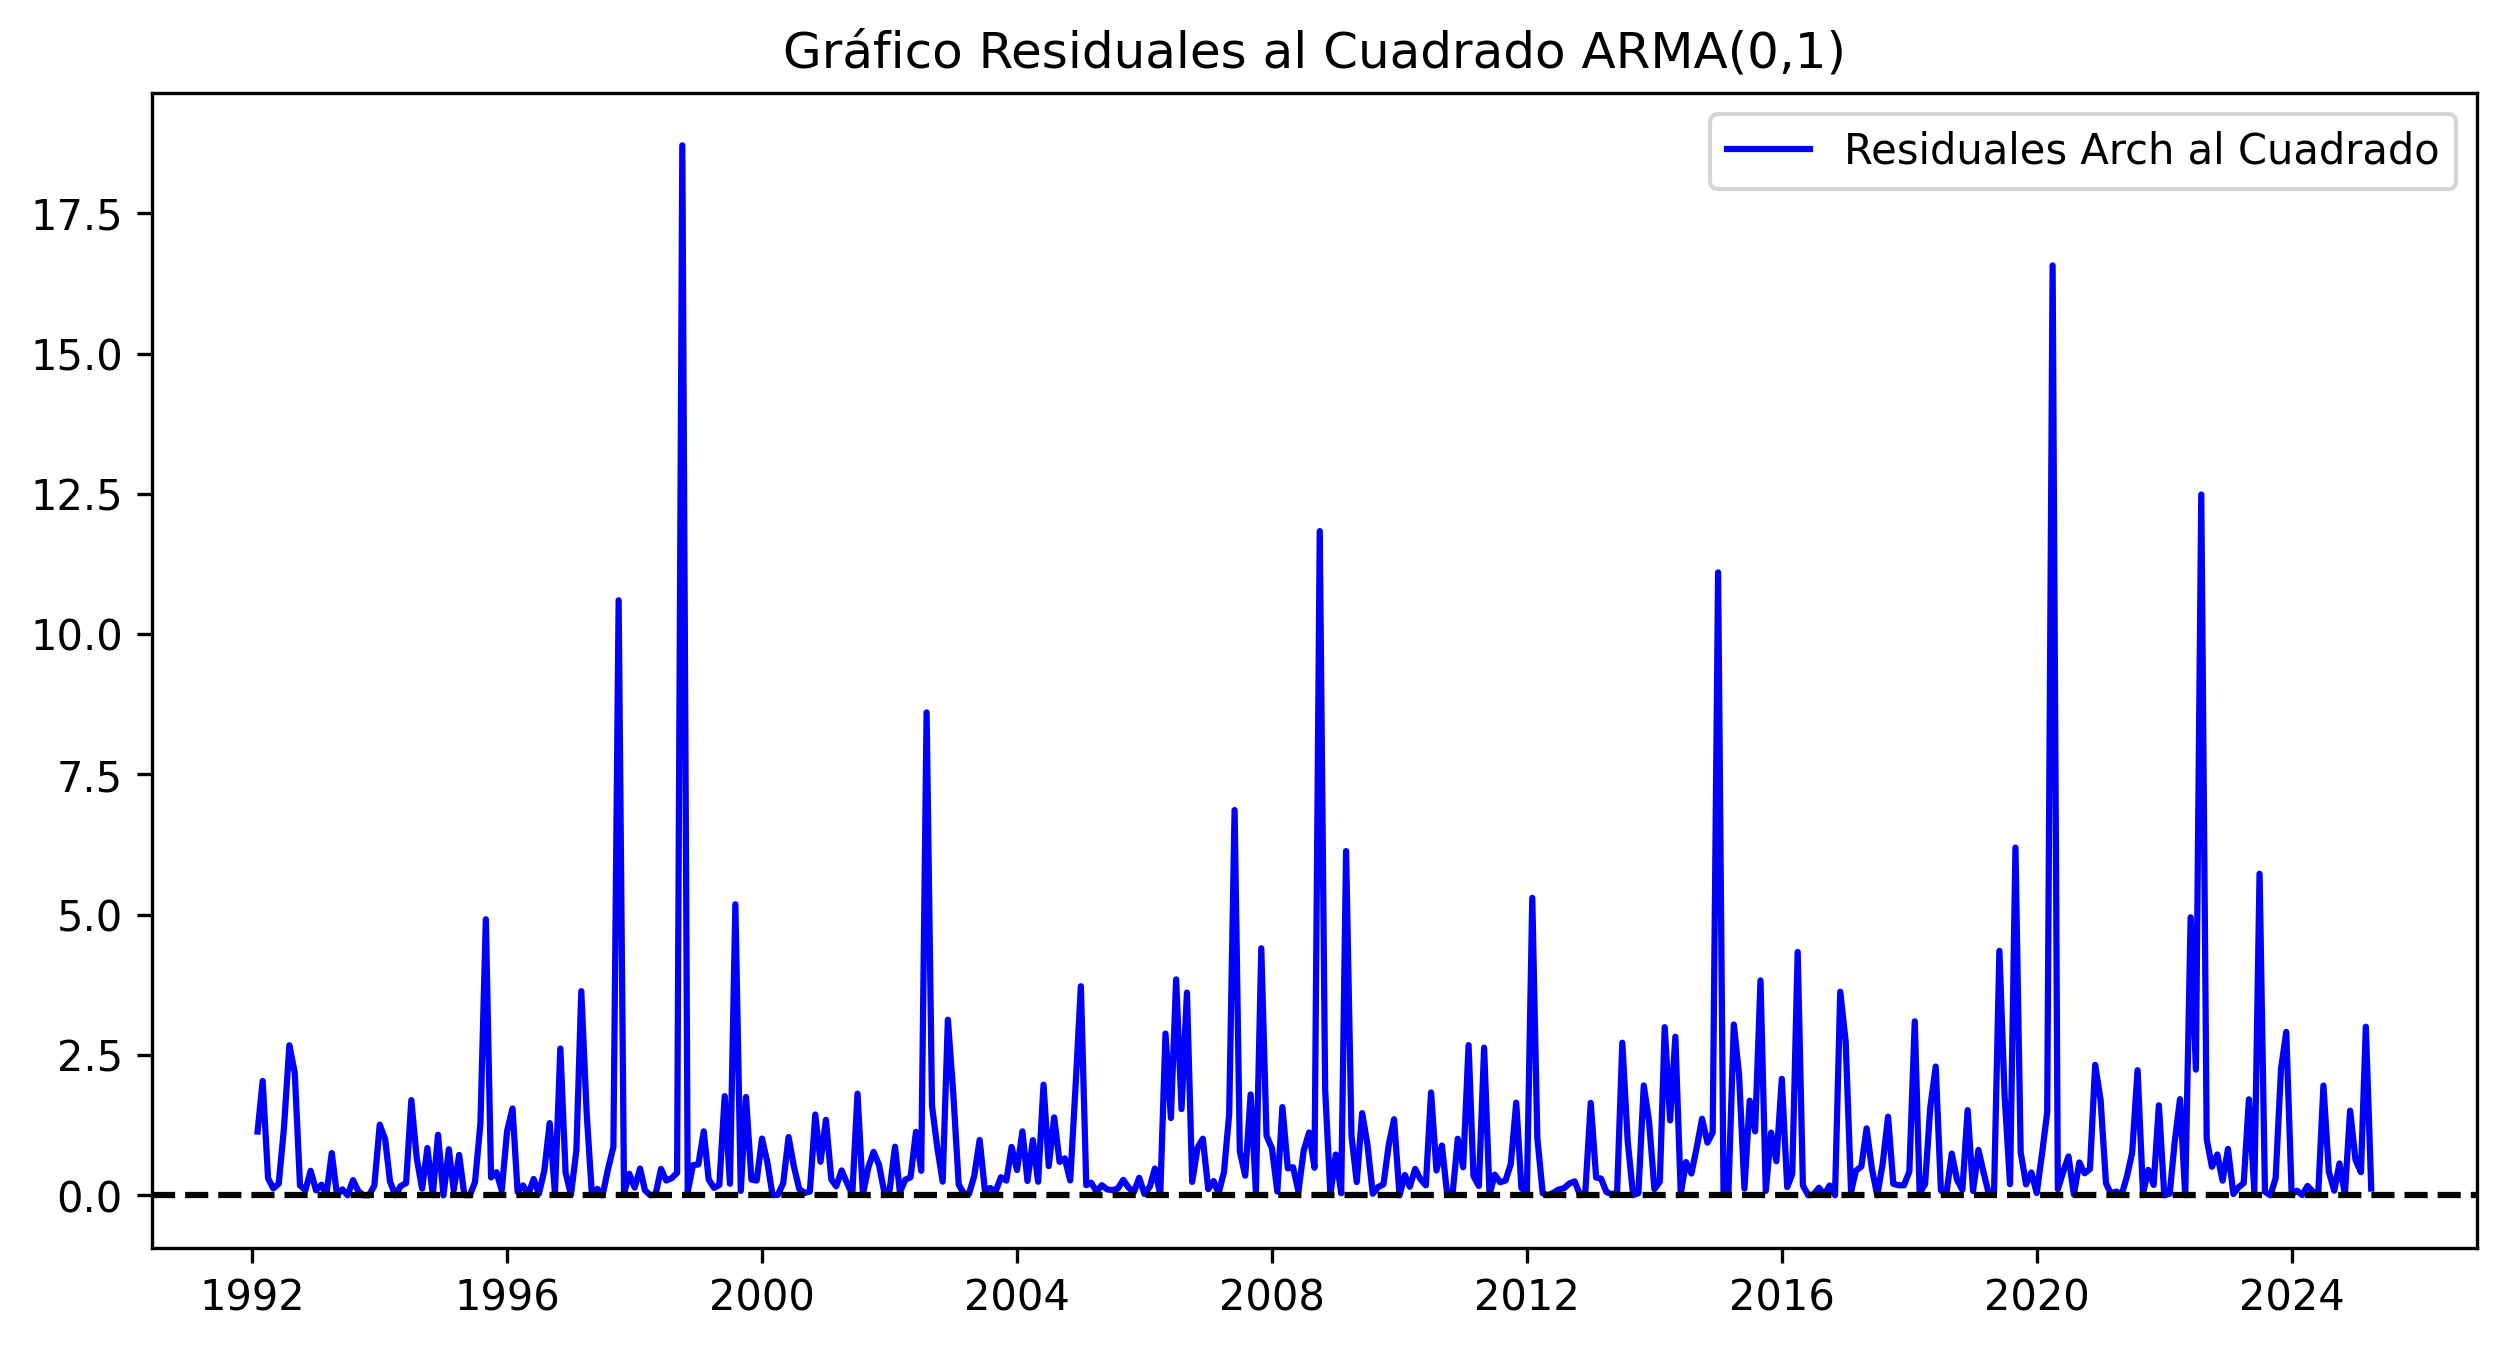 Gráfico Residuales al Cuadrado ARMA(0,1)
Residuales Arch al Cuadrado
17.5
15.0
12.5
10.0
7.5
5.0
2.5
0.0
1992 1996 2000 2004 2008 2012 2016 2020 2024